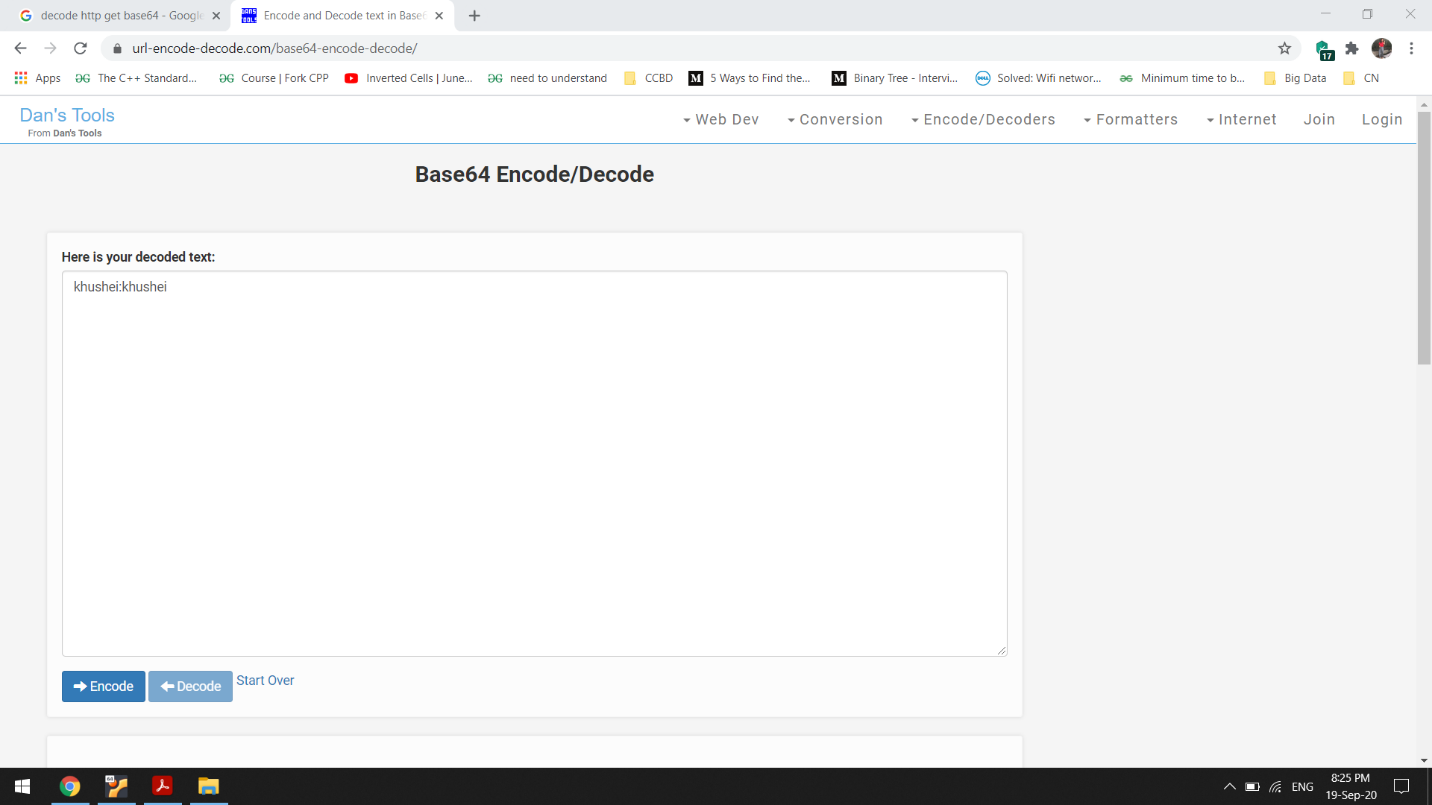 decode http get base64 - Google
Encode and Decode text in Base6
url-encode-decode.com/base64-encode-decode/
17
Apps
The C++ Standard...
Course | Fork CPP
Inverted Cells | June...
need to understand
CCBD
M
5 Ways to Find the...
M
Binary Tree - Intervi...
Solved: Wifi networ...
Minimum time to b...
Big Data
CN
Dan's Tools
From Dan's Tools
Web Dev
Conversion
Encode/Decoders
Formatters
Internet
Join
Login
Base64 Encode/Decode
Here is your decoded text:
khushei:khushei
Encode
Decode
Start Over
ENG
8:25 PM
19-Sep-20